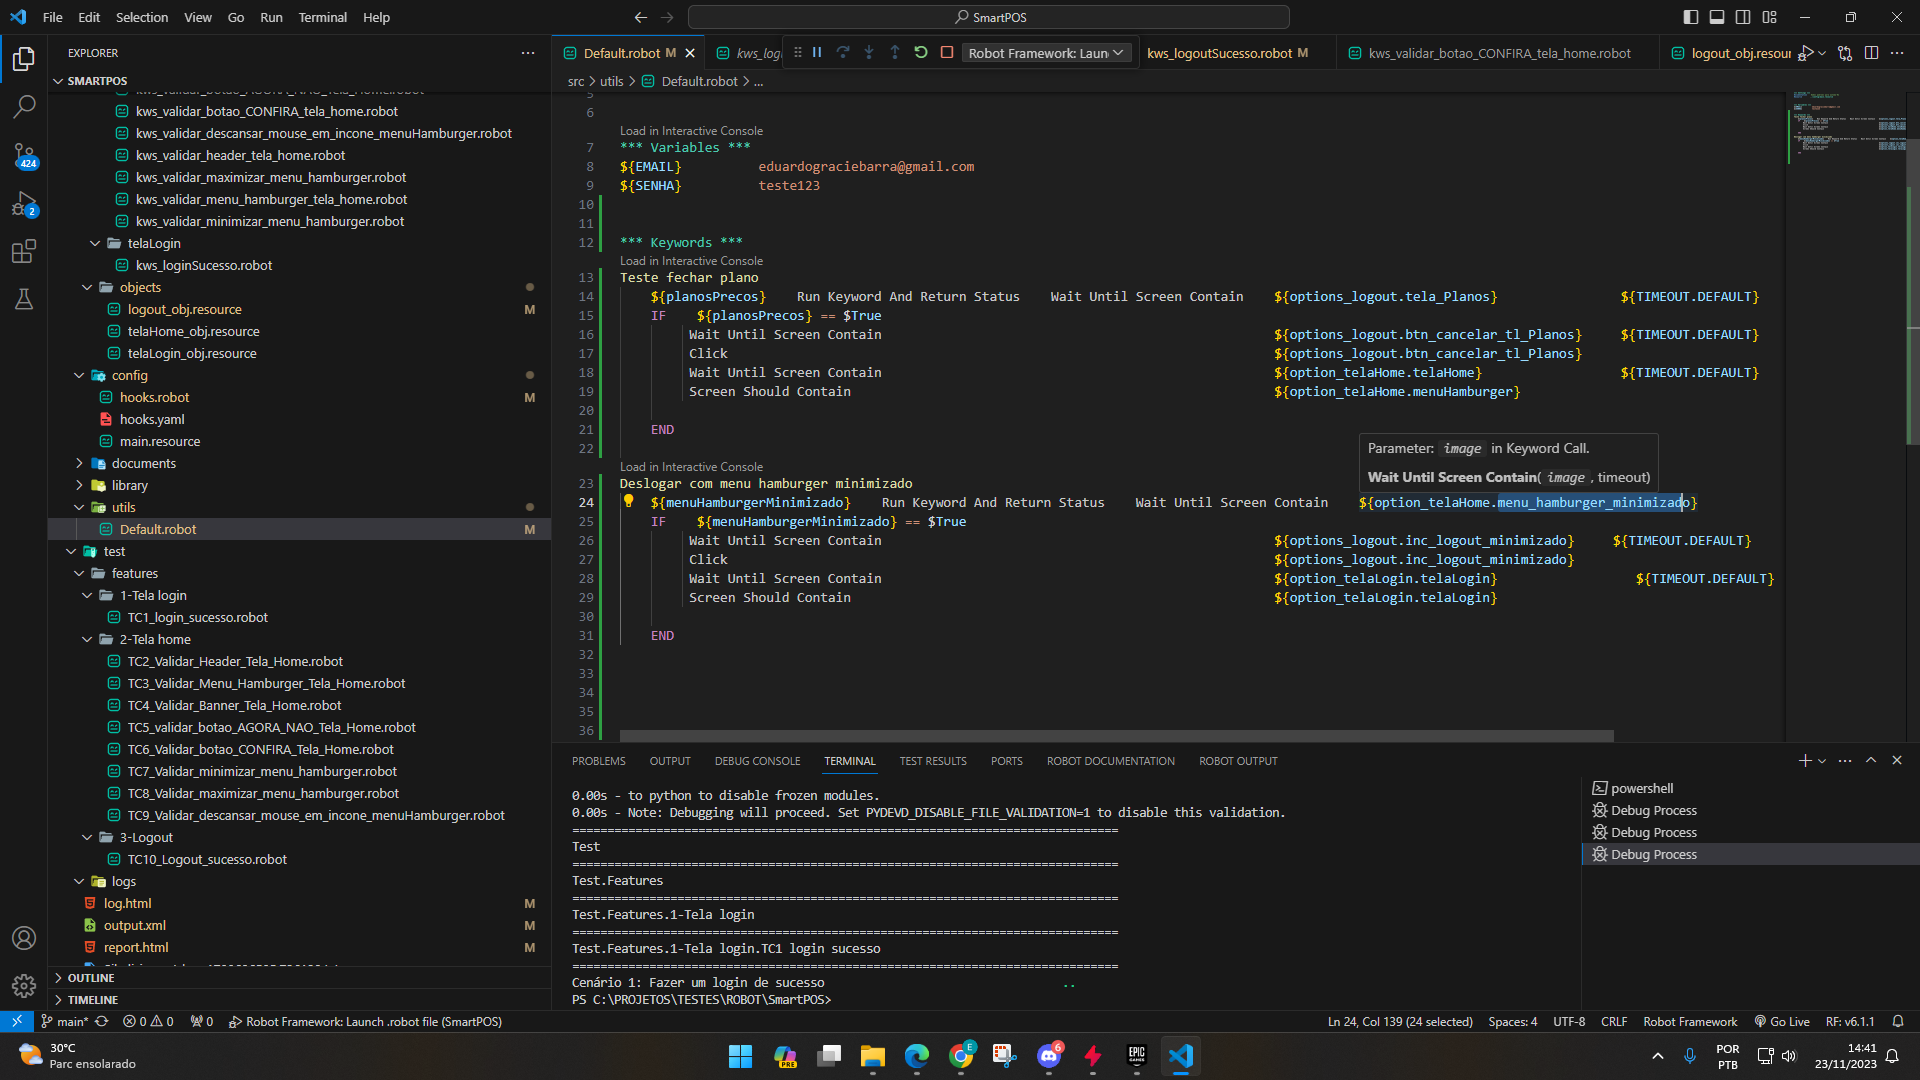 File Edit Selection View Go Run Terminal Help
SmartPOS
EXPLORER
SMARTPOS
kws_validar_botao_CONFIRA_tela_home.robot
kws_validar_descansar_mouse_em_incone_menuHamburger.robot
kws_validar_header_tela_home.robot
kws_validar_maximizar_menu_hamburger.robot
kws_validar_menu_hamburger_tela_home.robot
kws_validar_minimizar_menu_hamburger.robot
telaLogin
kws_loginSucesso.robot
objects
logout_obj.resource M
telaHome_obj.resource
telaLogin_obj.resource
config
hooks.robot M
hooks.yaml
main.resource
documents
library
utils
Default.robot M
test
features
1-Tela login
TC1_login_sucesso.robot
2-Tela home
TC2_Validar_Header_Tela_Home.robot
TC3_Validar_Menu_Hamburger_Tela_Home.robot
TC4_Validar_Banner_Tela_Home.robot
TC5_validar_botao_AGORA_NAO_Tela_Home.robot
TC6_Validar_botao_CONFIRA_Tela_Home.robot
TC7_Validar_minimizar_menu_hamburger.robot
TC8_Validar_maximizar_menu_hamburger.robot
TC9_Validar_descansar_mouse_em_incone_menuHamburger.robot
3-Logout
TC10_Logout_sucesso.robot
logs
log.html M
output.xml M
report.html M
OUTLINE
TIMELINE
424
2
Default.robot M
kws_log
Robot Framework: Laun
kws_logoutSucesso.robot M
kws_validar_botao_CONFIRA_tela_home.robot
logout_obj.resour
src > utils > Default.robot > ...
5
6
Load in Interactive Console
7 *** Variables ***
8 ${EMAIL} eduardograciebarra@gmail.com
9 ${SENHA} teste123
10
11
12 *** Keywords ***
Load in Interactive Console
13 Teste fechar plano
14 ${planosPrecos} Run Keyword And Return Status Wait Until Screen Contain ${options_logout.tela_Planos} ${TIMEOUT.DEFAULT}
15 IF ${planosPrecos} == $True
16 Wait Until Screen Contain ${options_logout.btn_cancelar_tl_Planos} ${TIMEOUT.DEFAULT}
17 Click ${options_logout.btn_cancelar_tl_Planos}
18 Wait Until Screen Contain ${option_telaHome.telaHome} ${TIMEOUT.DEFAULT}
19 Screen Should Contain ${option_telaHome.menuHamburger}
20
21 END
22
Parameter: image in Keyword Call.
Wait Until Screen Contain( image , timeout)
Load in Interactive Console
23 Deslogar com menu hamburger minimizado
24 ${menuHamburgerMinimizado} Run Keyword And Return Status Wait Until Screen Contain ${option_telaHome.menu_hamburger_minimizado}
25 IF ${menuHamburgerMinimizado} == $True
26 Wait Until Screen Contain ${options_logout.inc_logout_minimizado} ${TIMEOUT.DEFAULT}
27 Click ${options_logout.inc_logout_minimizado}
28 Wait Until Screen Contain ${option_telaLogin.telaLogin} ${TIMEOUT.DEFAULT}
29 Screen Should Contain ${option_telaLogin.telaLogin}
30
31 END
32
33
34
35
36
PROBLEMS OUTPUT DEBUG CONSOLE TERMINAL TEST RESULTS PORTS ROBOT DOCUMENTATION ROBOT OUTPUT
0.00s - to python to disable frozen modules.
0.00s - Note: Debugging will proceed. Set PYDEVD_DISABLE_FILE_VALIDATION=1 to disable this validation.
==============================================================================
Test
==============================================================================
Test.Features
==============================================================================
Test.Features.1-Tela login
==============================================================================
Test.Features.1-Tela login.TC1 login sucesso
==============================================================================
Cenário 1: Fazer um login de sucesso ..
PS C:\PROJETOS\TESTES\ROBOT\SmartPOS>
powershell
Debug Process
Debug Process
Debug Process
main* 0 0 0 Robot Framework: Launch .robot file (SmartPOS)
Ln 24, Col 139 (24 selected) Spaces: 4 UTF-8 CRLF Robot Framework Go Live RF: v6.1.1
30°C
Parc ensolarado
PRE
E
6
EPIC GAMES
POR
PTB
14:41
23/11/2023